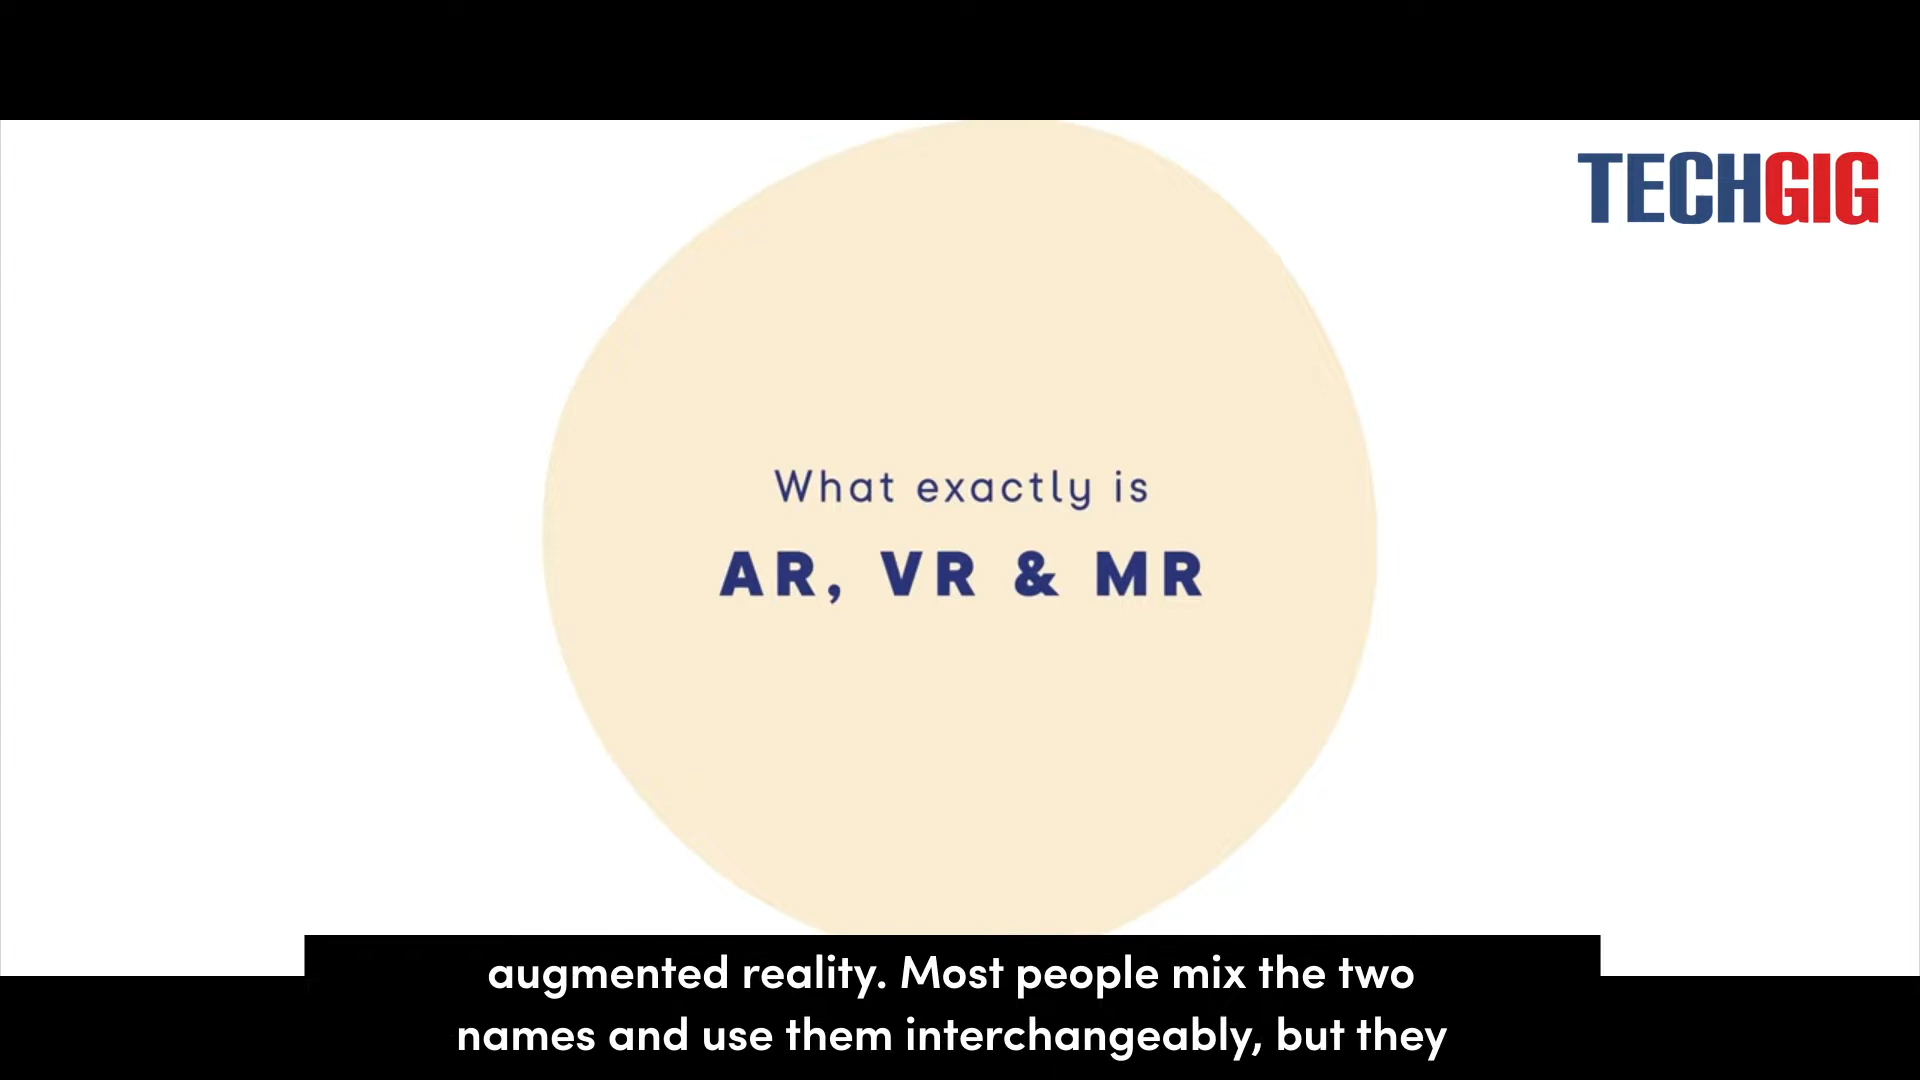 TECHGIG
What exactly is
AR, VR & MR
augmented reality. Most people mix the two
names and use them interchangeably, but they